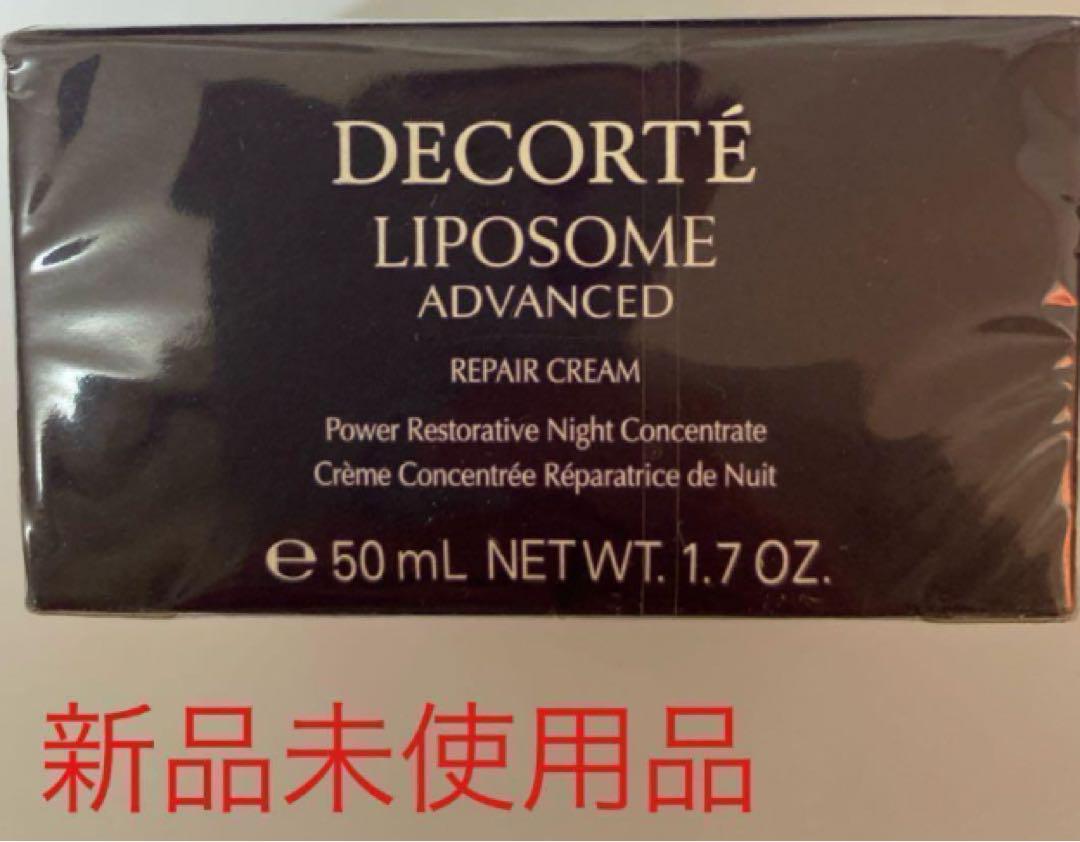 DECORTÉ
LIPOSOME
ADVANCED
REPAIR CREAM
Power Restorative Night Concentrate
Crème Concentrée Réparatrice de Nuit
℮ 50 mL NET WT. 1.7 OZ.
新品未使用品